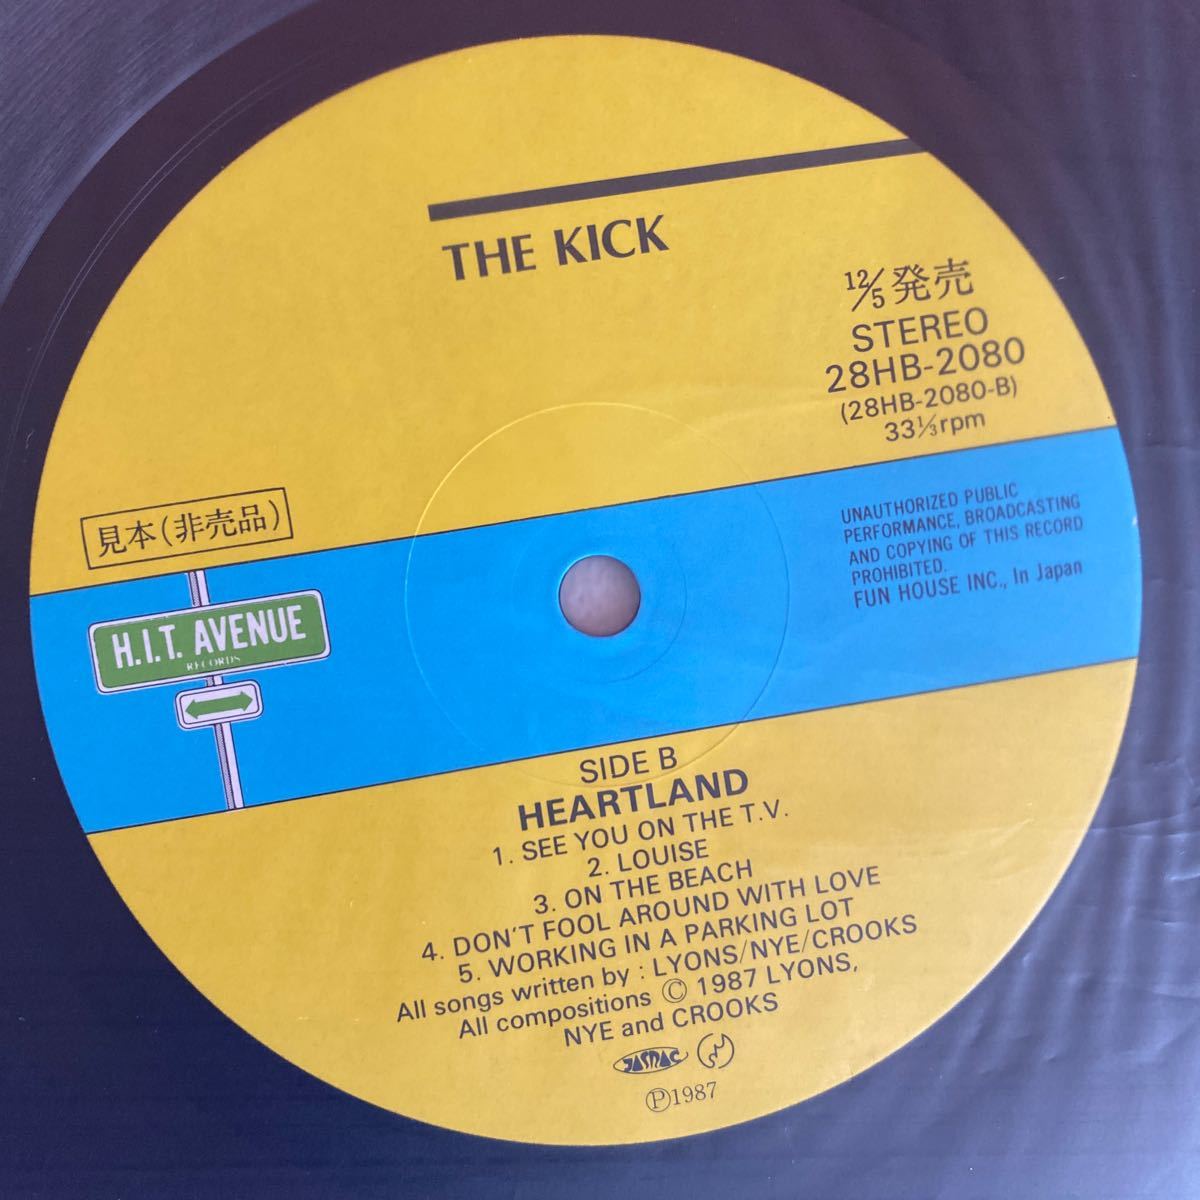 THE KICK
12/5発売
STEREO
28HB-2080
(28HB-2080-B)
33⅓rpm
見本(非売品)
UNAUTHORIZED PUBLIC
PERFORMANCE, BROADCASTING
AND COPYING OF THIS RECORD
PROHIBITED.
FUN HOUSE INC., In Japan
H.I.T. AVENUE
RECORDS
SIDE B
HEARTLAND
1. SEE YOU ON THE T.V.
2. LOUISE
3. ON THE BEACH
4. DON'T FOOL AROUND WITH LOVE
5. WORKING IN A PARKING LOT
All songs written by : LYONS/NYE/CROOKS
All compositions © 1987 LYONS,
NYE and CROOKS
JASRAC
℗1987